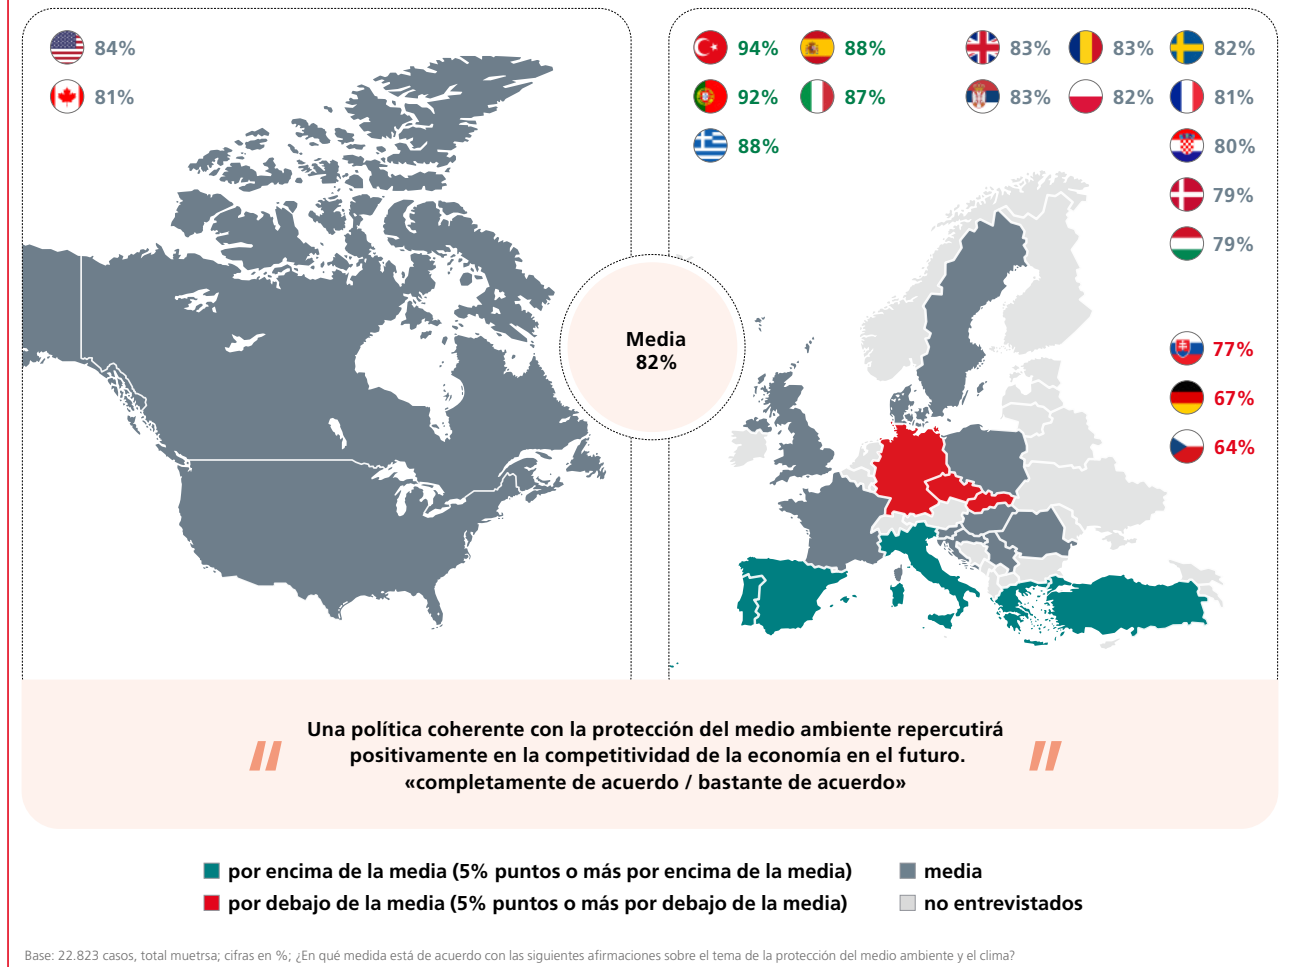 84%
81%
94%
88%
92%
87%
88%
83%
83%
82%
83%
82%
81%
80%
79%
79%
77%
67%
64%
Media
82%
Una política coherente con la protección del medio ambiente repercutirá
positivamente en la competitividad de la economía en el futuro.
«completamente de acuerdo / bastante de acuerdo»
por encima de la media (5% puntos o más por encima de la media)
media
por debajo de la media (5% puntos o más por debajo de la media)
no entrevistados
Base: 22.823 casos, total muetrsa; cifras en %; ¿En qué medida está de acuerdo con las siguientes afirmaciones sobre el tema de la protección del medio ambiente y el clima?